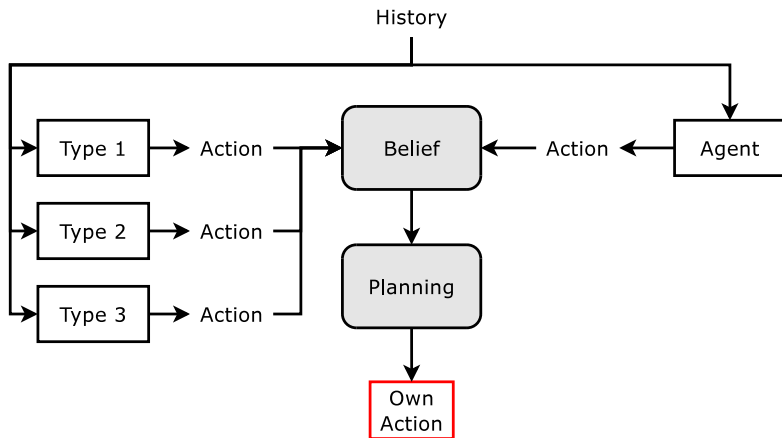 History
Type 1
Action
Belief
Action
Agent
Type 2
Action
Planning
Type 3
Action
Own
Action